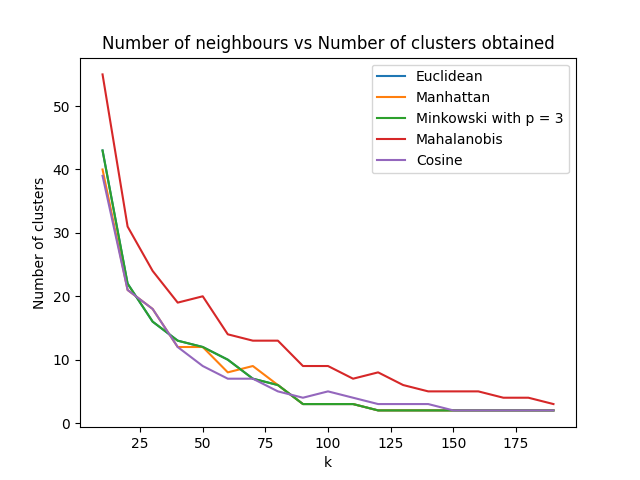 Number of neighbours vs Number of clusters obtained
Euclidean
Manhattan
Minkowski with p = 3
Mahalanobis
Cosine
Number of clusters
50
40
30
20
10
0
25 50 75 100 125 150 175
k